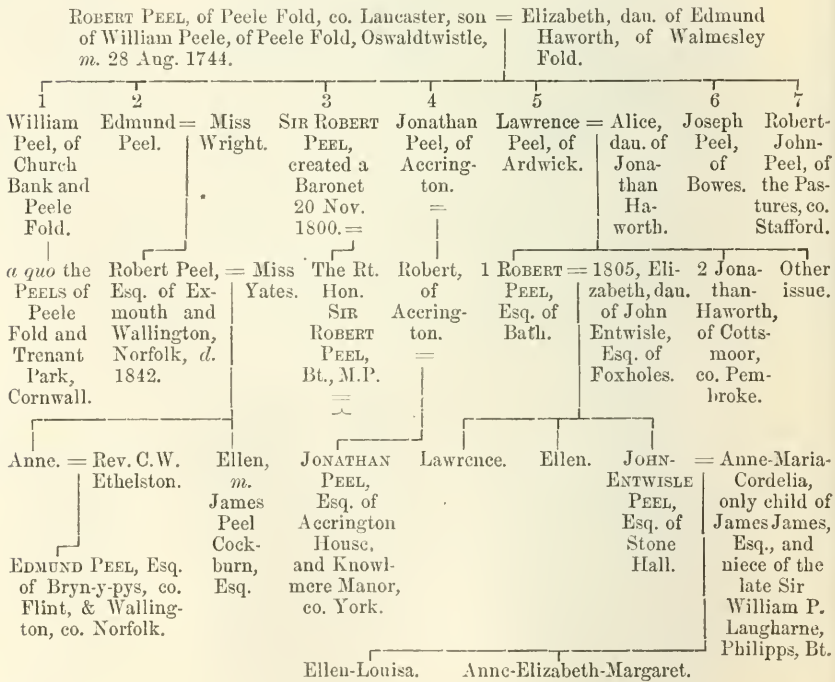 ROBERT PEEL, of Peele Fold, co. Lancaster, son = Elizabeth, dau. of Edmund
of William Peele, of Peele Fold, Oswaldtwistle, Haworth, of Walmesley
m. 28 Aug. 1744. Fold.
1 2 3 4 5 6 7
William Edmund = Miss SIR ROBERT Jonathan Lawrence = Alice, Joseph Robert-
Peel, of Peel. Wright. PEEL, Peel, of Peel, of dau. of Peel, John-
Church created a Accring- Ardwick. Jona- of Peel, of
Bank and Baronet ton. than Bowes. the Pas-
Peele 20 Nov. = Ha- tures, co.
Fold. 1800. = worth. Stafford.
a quo the Robert Peel, = Miss The Rt. Robert, 1 ROBERT = 1805, Eli- 2 Jona- Other
PEELS of Esq. of Ex- Yates. Hon. of PEEL, zabeth, dau. than- issue.
Peele mouth and SIR Accring- Esq. of of John Haworth,
Fold and Wallington, ROBERT ton. Bath. Entwisle, of Cotts-
Trenant Norfolk, d. PEEL, = Esq. of moor,
Park, 1842. Bt., M.P. Foxholes. co. Pem-
Cornwall. = broke.
Anne. = Rev. C. W. Ellen, JONATHAN Lawrence. Ellen. JOHN- = Anne-Maria-
Ethelston. m. PEEL, ENTWISLE Cordelia,
James Esq. of PEEL, only child of
Peel Accrington Esq. of James James,
Cock- House, Stone Esq., and
EDMUND PEEL, Esq. burn, and Knowl- Hall. niece of the
of Bryn-y-pys, co. Esq. mere Manor, late Sir
Flint, & Walling- co. York. William P.
ton, co. Norfolk. Laugharne,
Philipps, Bt.
Ellen-Louisa. Anne-Elizabeth-Margaret.